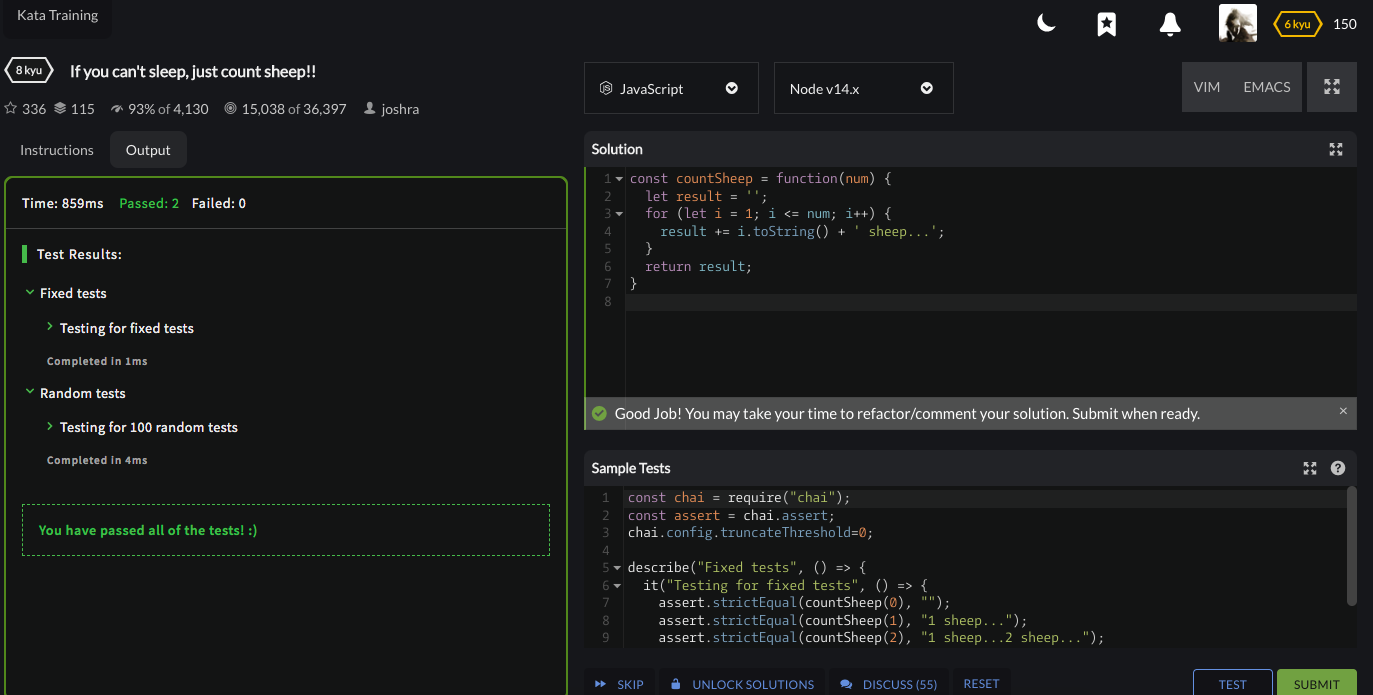 Kata Training
6 kyu 150
8 kyu If you can't sleep, just count sheep!!
336 115 93% of 4,130 15,038 of 36,397 joshra
Instructions Output
Time: 859ms Passed: 2 Failed: 0
Test Results:
Fixed tests
Testing for fixed tests
Completed in 1ms
Random tests
Testing for 100 random tests
Completed in 4ms
You have passed all of the tests! :)
JavaScript Node v14.x VIM EMACS
Solution
1 const countSheep = function(num) {
2 let result = '';
3 for (let i = 1; i <= num; i++) {
4 result += i.toString() + ' sheep...';
5 }
6 return result;
7 }
8
Good Job! You may take your time to refactor/comment your solution. Submit when ready. ×
Sample Tests ?
1 const chai = require("chai");
2 const assert = chai.assert;
3 chai.config.truncateThreshold=0;
4
5 describe("Fixed tests", () => {
6 it("Testing for fixed tests", () => {
7 assert.strictEqual(countSheep(0), "");
8 assert.strictEqual(countSheep(1), "1 sheep...");
9 assert.strictEqual(countSheep(2), "1 sheep...2 sheep...");
SKIP UNLOCK SOLUTIONS DISCUSS (55) RESET TEST SUBMIT